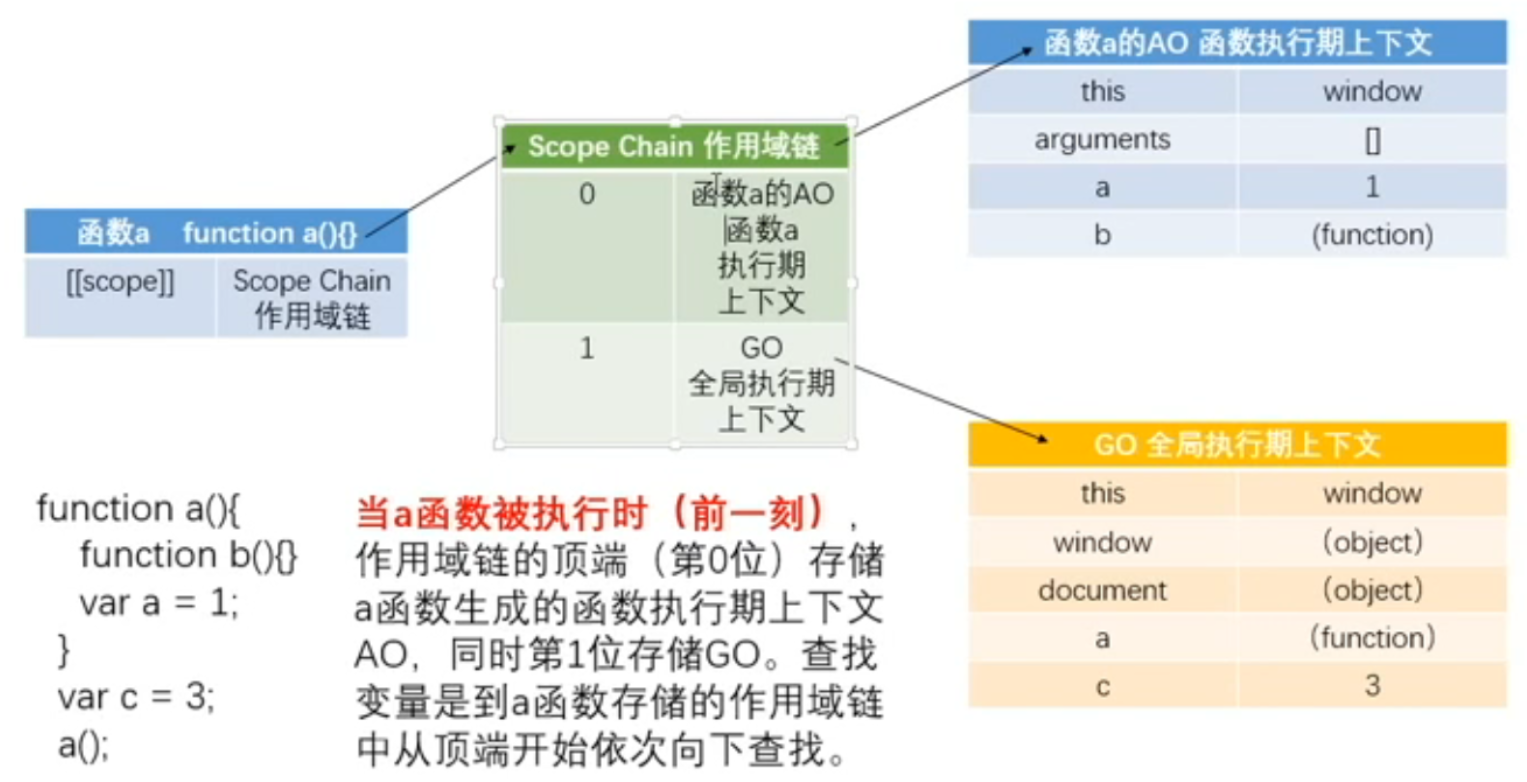 函数a的AO 函数执行期上下文
this window
arguments []
a 1
b (function)
Scope Chain 作用域链
0 函数a的AO
函数a
执行期
上下文
1 GO
全局执行期
上下文
函数a function a(){}
[[scope]] Scope Chain
作用域链
GO 全局执行期上下文
this window
window （object）
document （object）
a （function）
c 3
function a(){
function b(){}
var a = 1;
}
var c = 3;
a();
当a函数被执行时（前一刻）,
作用域链的顶端（第0位）存储
a函数生成的函数执行期上下文
AO，同时第1位存储GO。查找
变量是到a函数存储的作用域链
中从顶端开始依次向下查找。